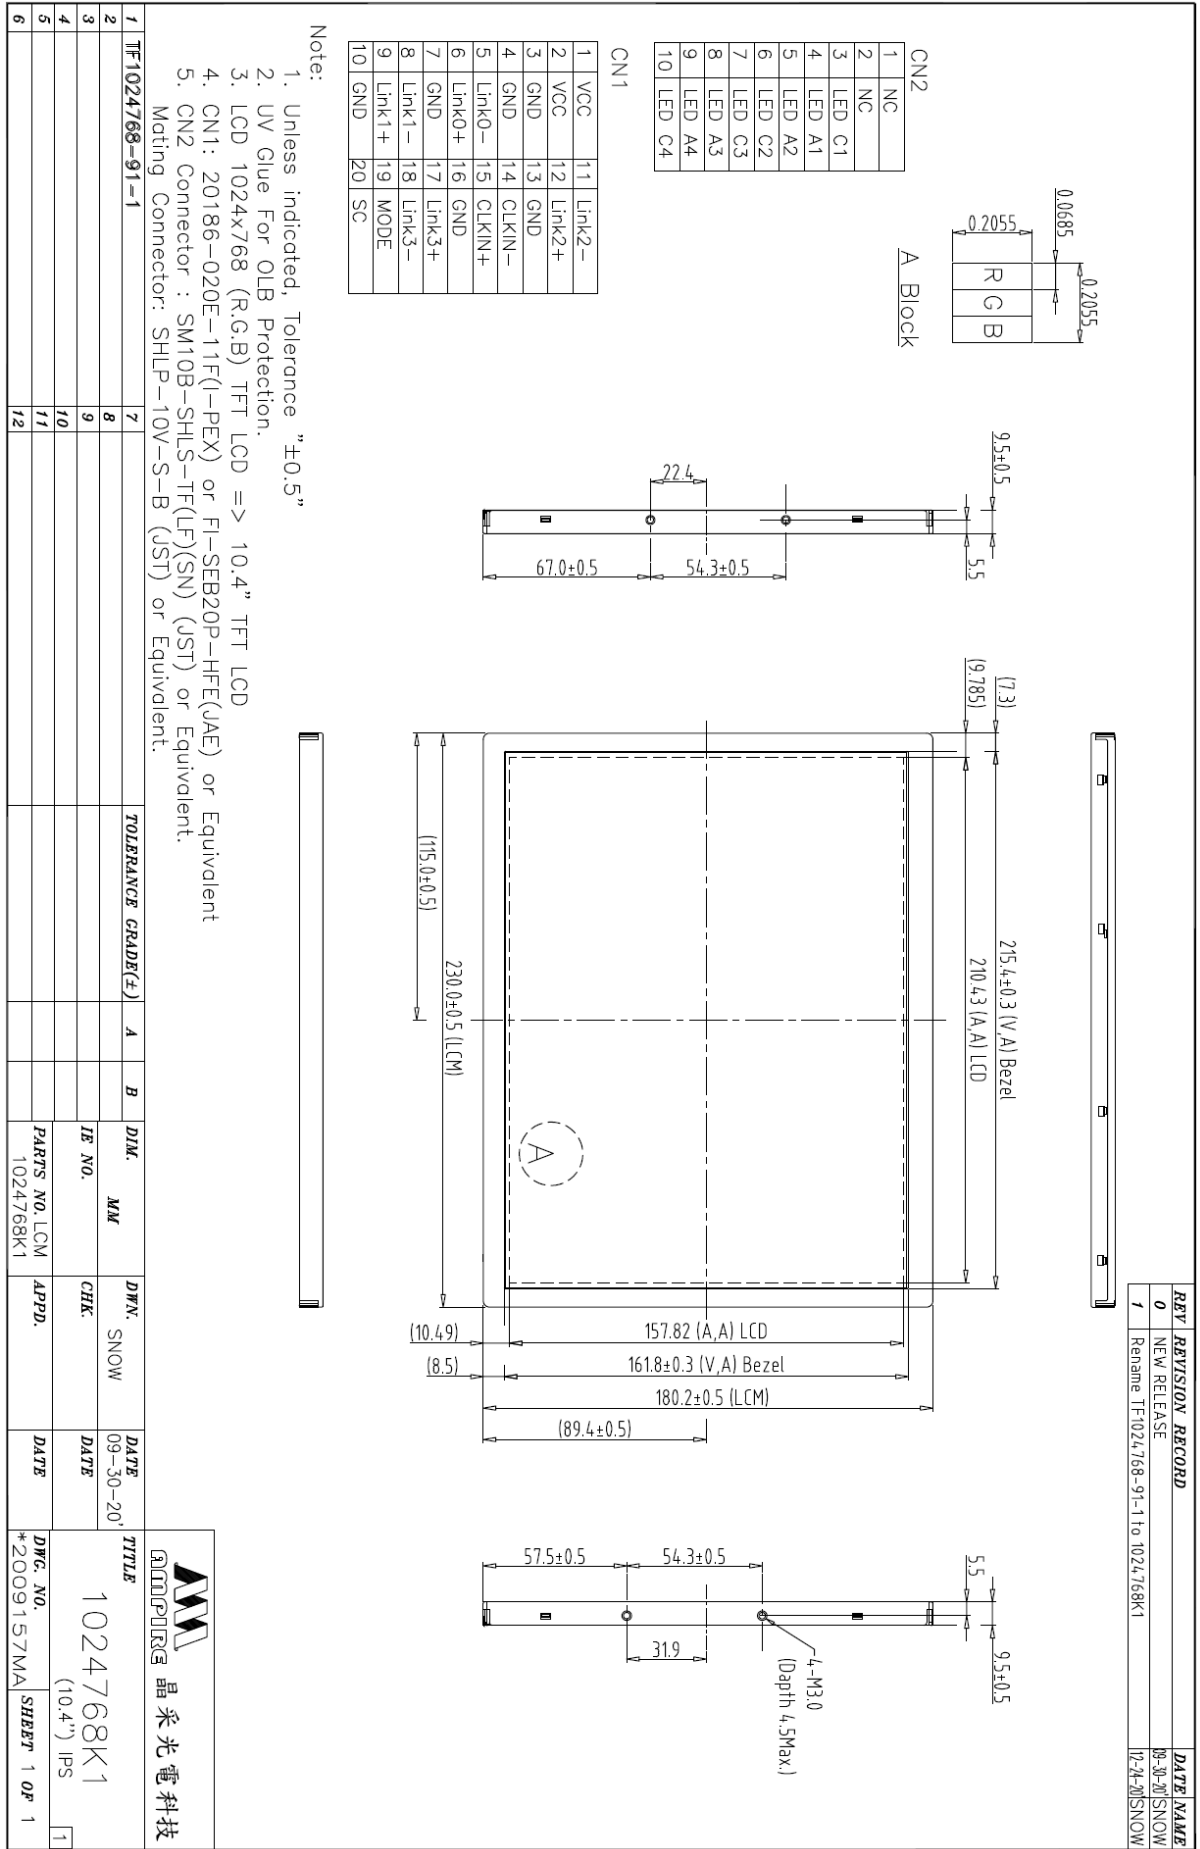 REV REVISION RECORD DATE NAME
0 NEW RELEASE 09-30-20' SNOW
1 Rename TF1024768-91-1 to 1024768K1 12-24-20' SNOW
0.2055
0.0685
0.2055
R G B
A Block
CN2
1 NC
2 NC
3 LED C1
4 LED A1
5 LED A2
6 LED C2
7 LED C3
8 LED A3
9 LED A4
10 LED C4
CN1
1 VCC 11 Link2-
2 VCC 12 Link2+
3 GND 13 GND
4 GND 14 CLKIN-
5 Link0- 15 CLKIN+
6 Link0+ 16 GND
7 GND 17 Link3+
8 Link1- 18 Link3-
9 Link1+ 19 MODE
10 GND 20 SC
9.5±0.5
5.5
22.4
67.0±0.5
54.3±0.5
(7.3)
215.4±0.3 (V,A) Bezel
(9.785)
210.43 (A,A) LCD
A
(115.0±0.5)
230.0±0.5 (LCM)
157.82 (A,A) LCD
(10.49)
161.8±0.3 (V,A) Bezel
(8.5)
180.2±0.5 (LCM)
(89.4±0.5)
9.5±0.5
5.5
57.5±0.5
54.3±0.5
31.9
4-M3.0
(Dapth 4.5Max.)
Note:
1. Unless indicated, Tolerance "±0.5"
2. UV Glue For OLB Protection.
3. LCD 1024x768 (R.G.B) TFT LCD => 10.4" TFT LCD
4. CN1: 20186-020E-11F(I-PEX) or FI-SEB20P-HFE(JAE) or Equivalent
5. CN2 Connector : SM10B-SHLS-TF(LF)(SN) (JST) or Equivalent.
Mating Connector: SHLP-10V-S-B (JST) or Equivalent.
AMPIRE 晶采光電科技
1 TF1024768-91-1 7 TOLERANCE GRADE(±) A B
2 8
3 9
4 10
5 11
6 12
DIM. MM
DWN. SNOW
DATE 09-30-20'
IE NO.
CHK.
DATE
PARTS NO. LCM
1024768K1
APPD.
DATE
TITLE
1024768K1
(10.4") IPS
1
DWG. NO.
*2009157MA
SHEET 1 OF 1